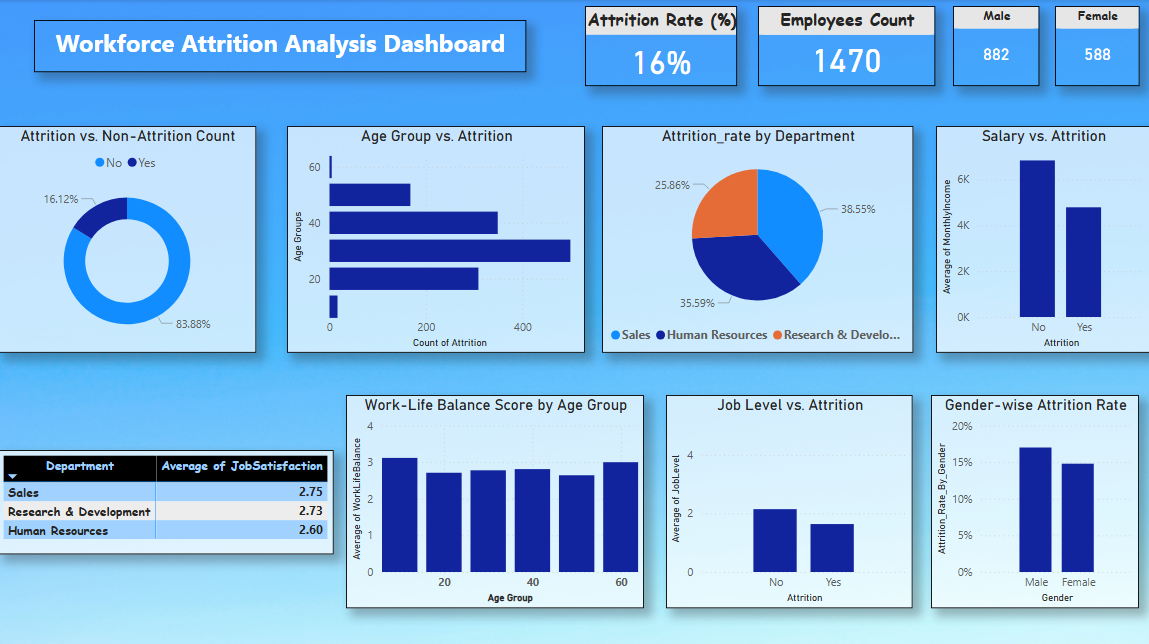 Workforce Attrition Analysis Dashboard
Attrition Rate (%)
16%
Employees Count
1470
Male
882
Female
588
Attrition vs. Non-Attrition Count
No Yes
16.12%
83.88%
Age Group vs. Attrition
Age Groups
60
40
20
0 200 400
Count of Attrition
Attrition_rate by Department
25.86%
38.55%
35.59%
Sales Human Resources Research & Develo...
Salary vs. Attrition
Average of MonthlyIncome
6K
4K
2K
0K
No Yes
Attrition
Department Average of JobSatisfaction
Sales 2.75
Research & Development 2.73
Human Resources 2.60
Work-Life Balance Score by Age Group
Average of WorkLifeBalance
4
3
2
1
0
20 40 60
Age Group
Job Level vs. Attrition
Average of JobLevel
4
2
0
No Yes
Attrition
Gender-wise Attrition Rate
Attrition_Rate_By_Gender
20%
15%
10%
5%
0%
Male Female
Gender